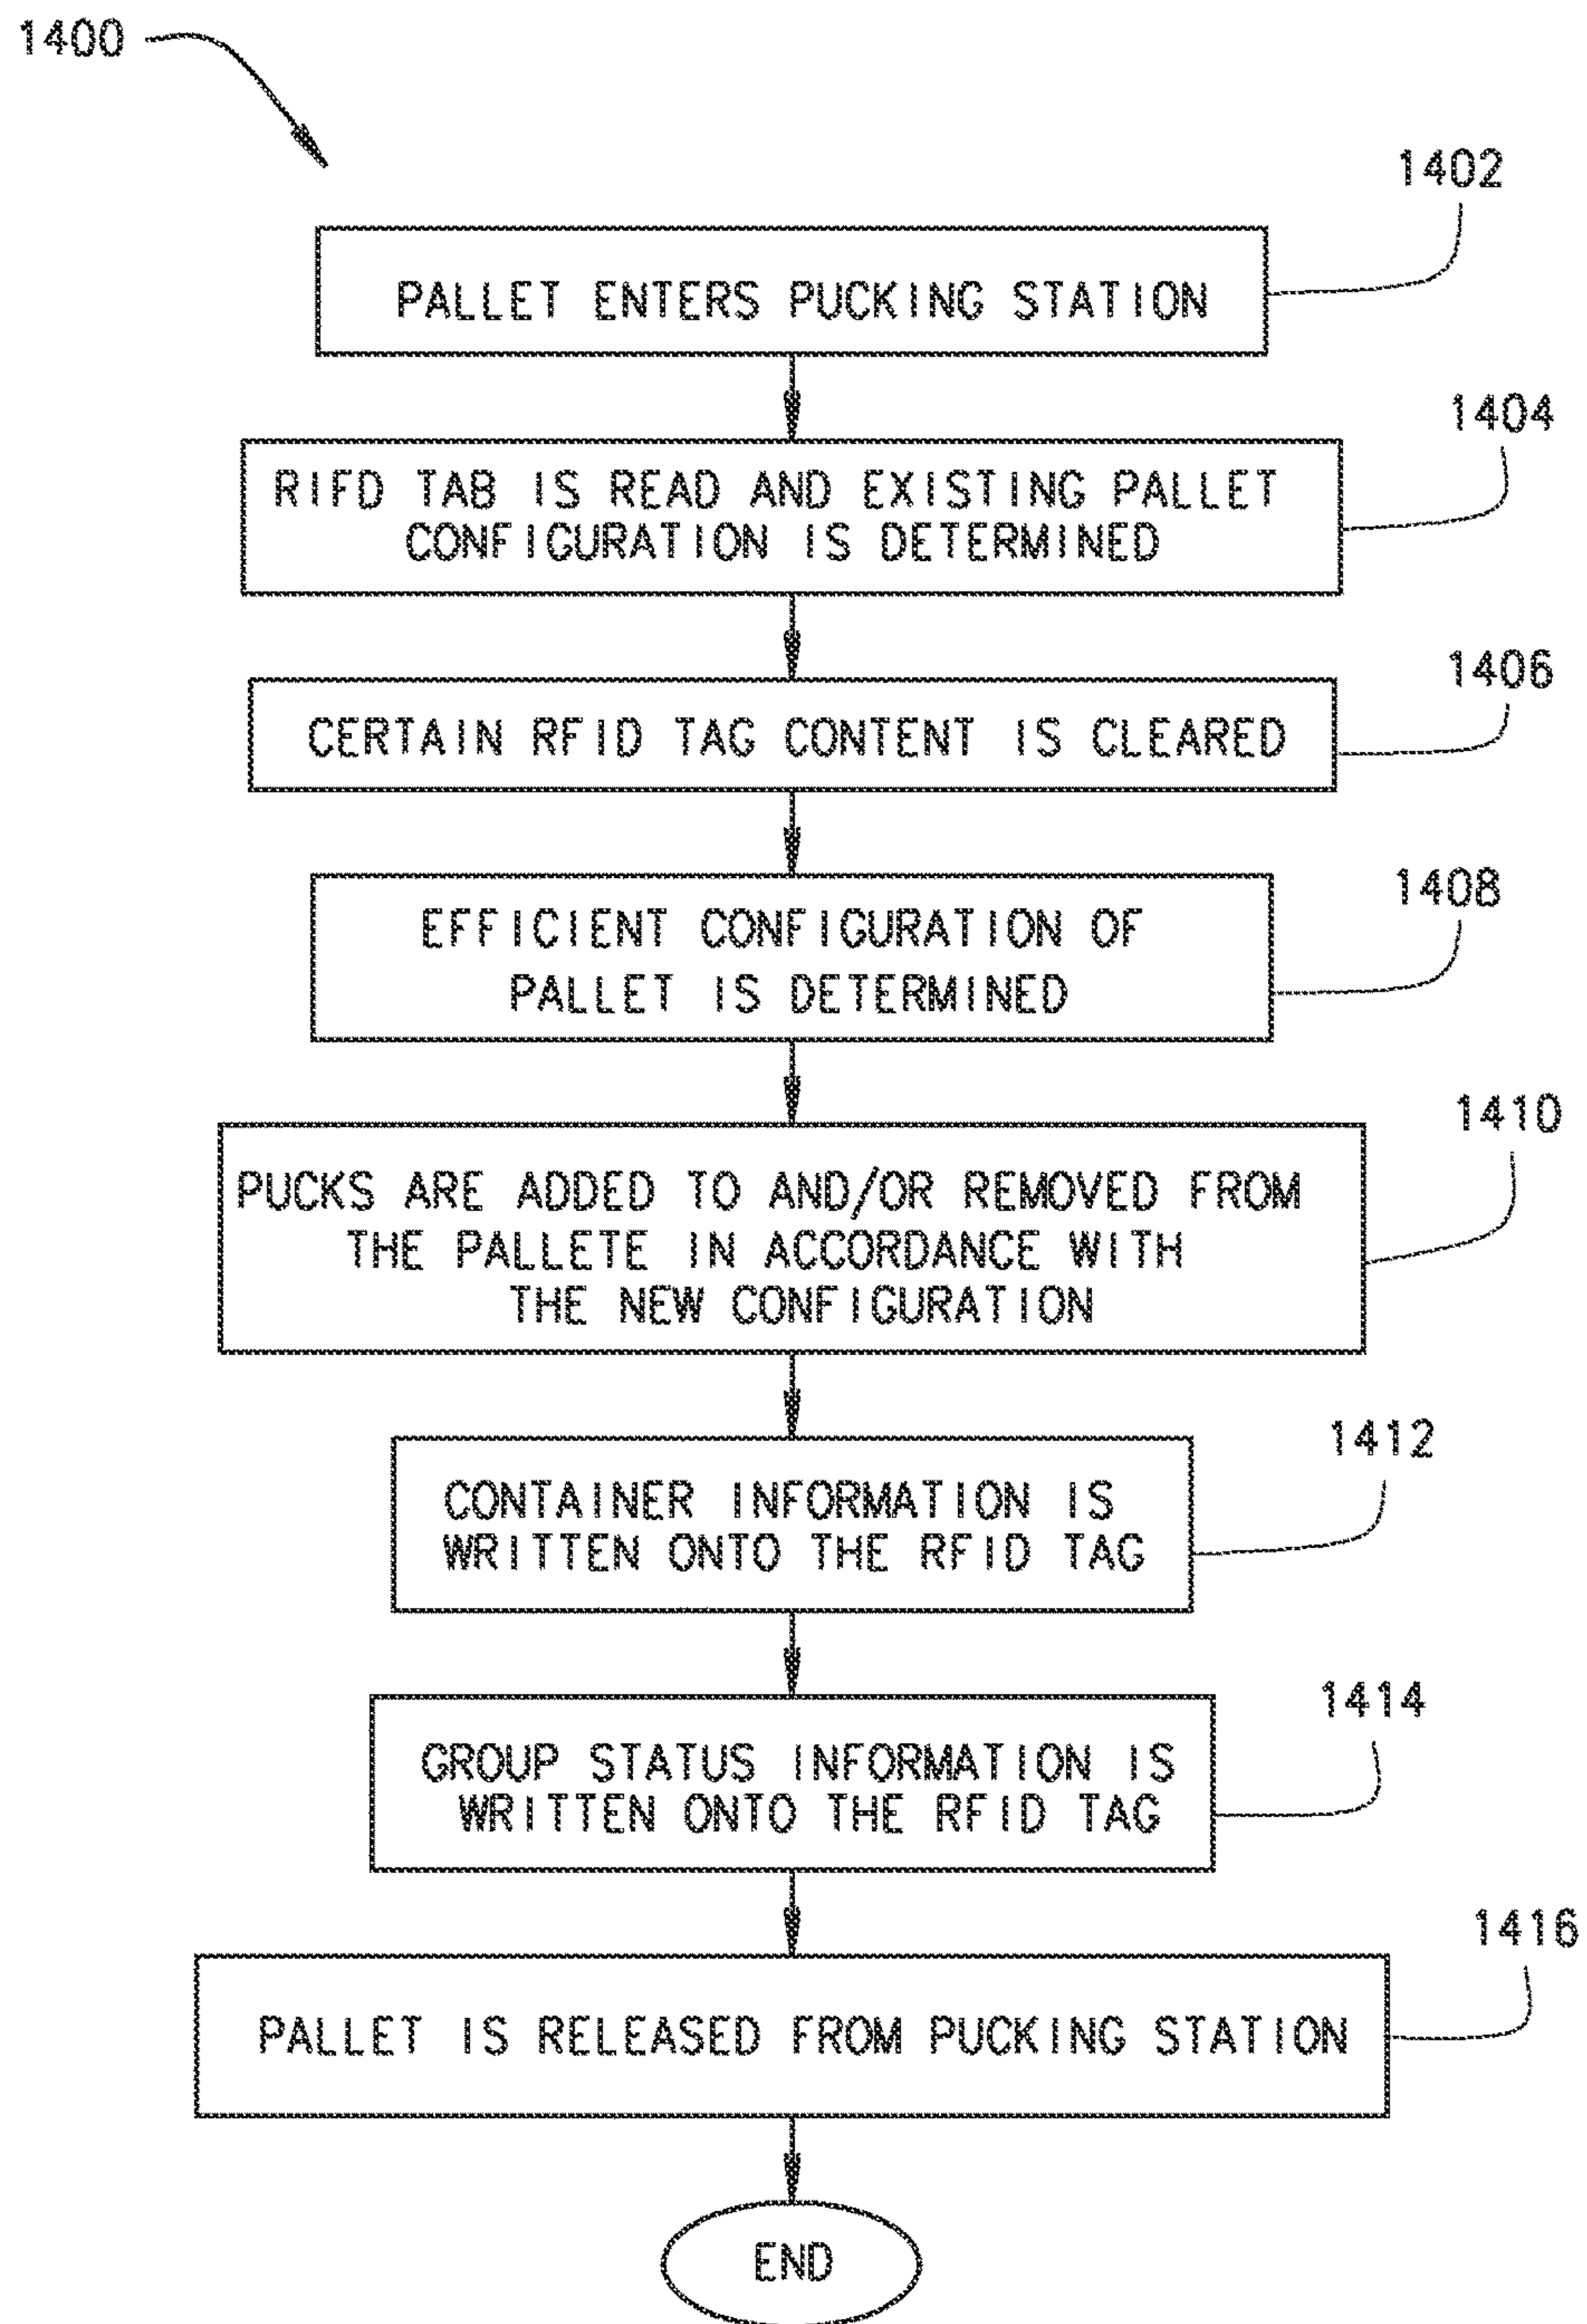 1400
1402
PALLET ENTERS PUCKING STATION
1404
RIFD TAB IS READ AND EXISTING PALLET
CONFIGURATION IS DETERMINED
1406
CERTAIN RFID TAG CONTENT IS CLEARED
1408
EFFICIENT CONFIGURATION OF
PALLET IS DETERMINED
1410
PUCKS ARE ADDED TO AND/OR REMOVED FROM
THE PALLETE IN ACCORDANCE WITH
THE NEW CONFIGURATION
1412
CONTAINER INFORMATION IS
WRITTEN ONTO THE RFID TAG
1414
GROUP STATUS INFORMATION IS
WRITTEN ONTO THE RFID TAG
1416
PALLET IS RELEASED FROM PUCKING STATION
END